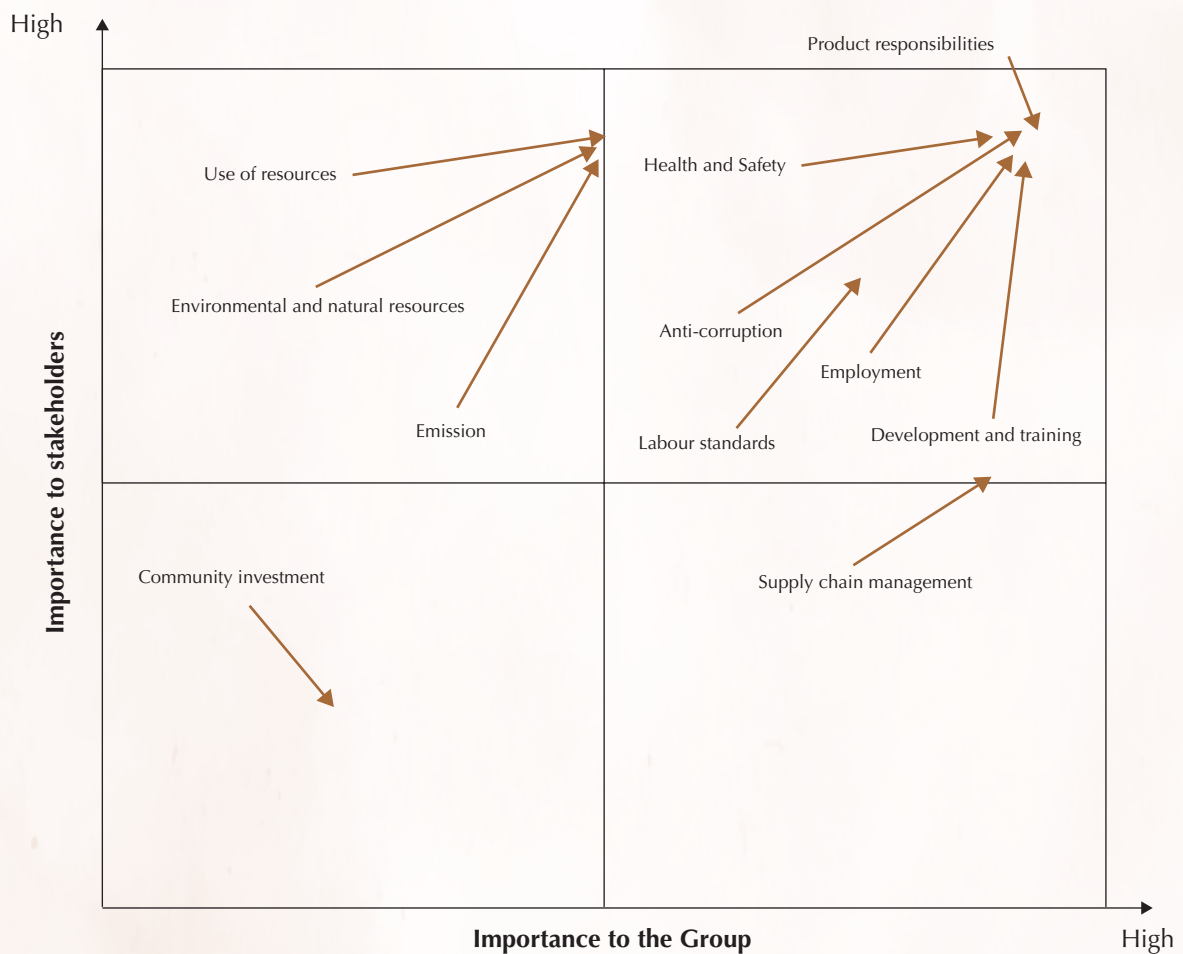 High
Product responsibilities
Health and Safety
Use of resources
Environmental and natural resources
Anti-corruption
Employment
Emission
Labour standards
Development and training
Importance to stakeholders
Community investment
Supply chain management
Importance to the Group
High